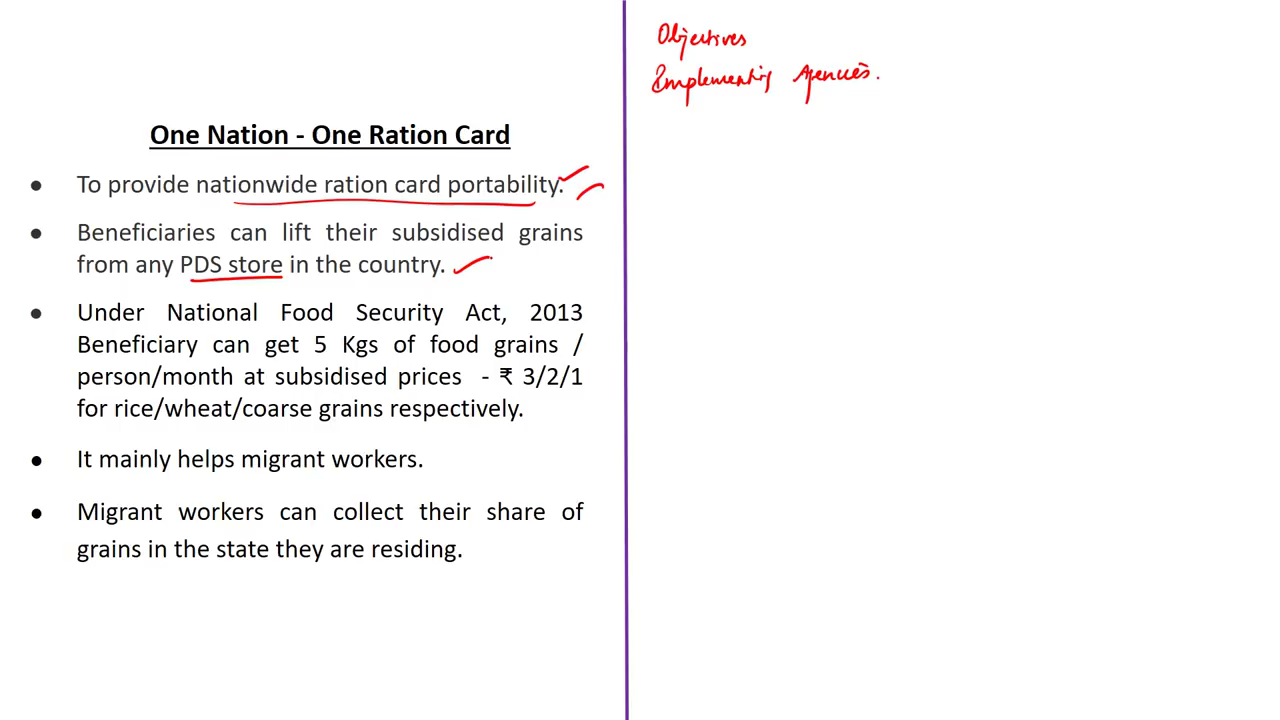 One Nation - One Ration Card
● To provide nationwide ration card portability.
● Beneficiaries can lift their subsidised grains
from any PDS store in the country.
● Under National Food Security Act, 2013
Beneficiary can get 5 Kgs of food grains /
person/month at subsidised prices - ₹ 3/2/1
for rice/wheat/coarse grains respectively.
● It mainly helps migrant workers.
● Migrant workers can collect their share of
grains in the state they are residing.
Objectives
Implementing Agencies.